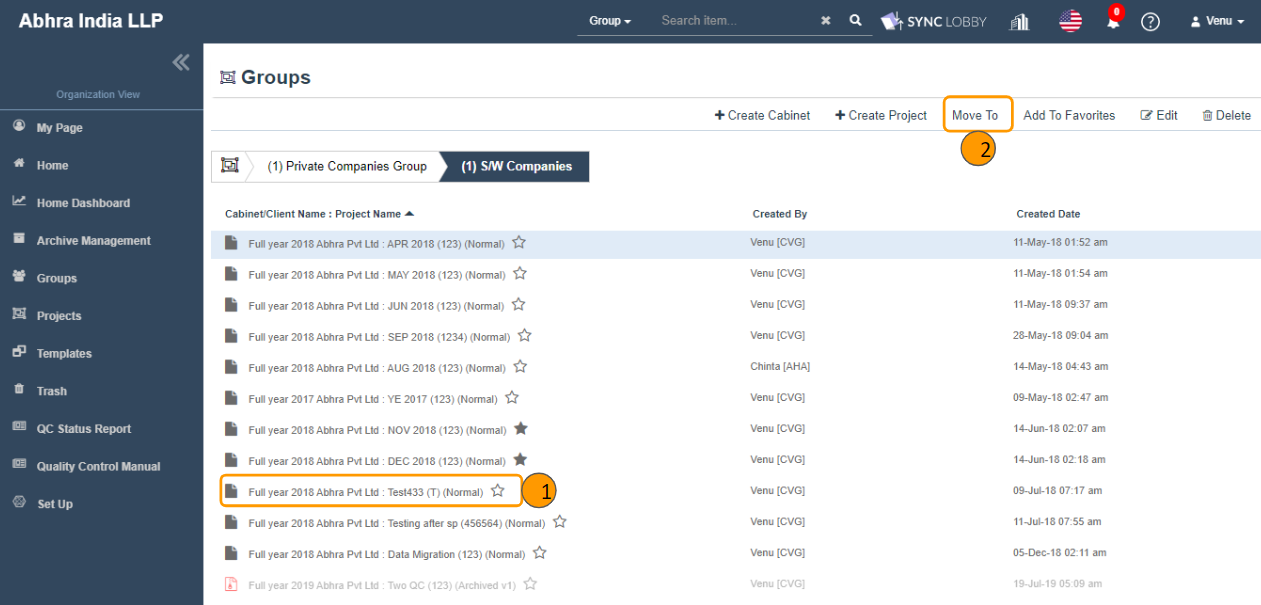 Abhra India LLP
Group Search item... SYNC LOBBY 0 Venu
Organization View
My Page
Home
Home Dashboard
Archive Management
Groups
Projects
Templates
Trash
QC Status Report
Quality Control Manual
Set Up
Groups
Create Cabinet Create Project Move To Add To Favorites Edit Delete
2
(1) Private Companies Group (1) S/W Companies
Cabinet/Client Name : Project Name Created By Created Date
Full year 2018 Abhra Pvt Ltd : APR 2018 (123) (Normal) Venu [CVG] 11-May-18 01:52 am
Full year 2018 Abhra Pvt Ltd : MAY 2018 (123) (Normal) Venu [CVG] 11-May-18 01:54 am
Full year 2018 Abhra Pvt Ltd : JUN 2018 (123) (Normal) Venu [CVG] 11-May-18 09:37 am
Full year 2018 Abhra Pvt Ltd : SEP 2018 (1234) (Normal) Venu [CVG] 28-May-18 09:04 am
Full year 2018 Abhra Pvt Ltd : AUG 2018 (123) (Normal) Chinta [AHA] 14-May-18 04:43 am
Full year 2017 Abhra Pvt Ltd : YE 2017 (123) (Normal) Venu [CVG] 09-May-18 02:47 am
Full year 2018 Abhra Pvt Ltd : NOV 2018 (123) (Normal) Venu [CVG] 14-Jun-18 02:07 am
Full year 2018 Abhra Pvt Ltd : DEC 2018 (123) (Normal) Venu [CVG] 14-Jun-18 02:18 am
Full year 2018 Abhra Pvt Ltd : Test433 (T) (Normal) 1 Venu [CVG] 09-Jul-18 07:17 am
Full year 2018 Abhra Pvt Ltd : Testing after sp (456564) (Normal) Venu [CVG] 11-Jul-18 07:55 am
Full year 2018 Abhra Pvt Ltd : Data Migration (123) (Normal) Venu [CVG] 05-Dec-18 02:11 am
Full year 2019 Abhra Pvt Ltd : Two QC (123) (Archived v1) Venu [CVG] 19-Jul-19 05:09 am